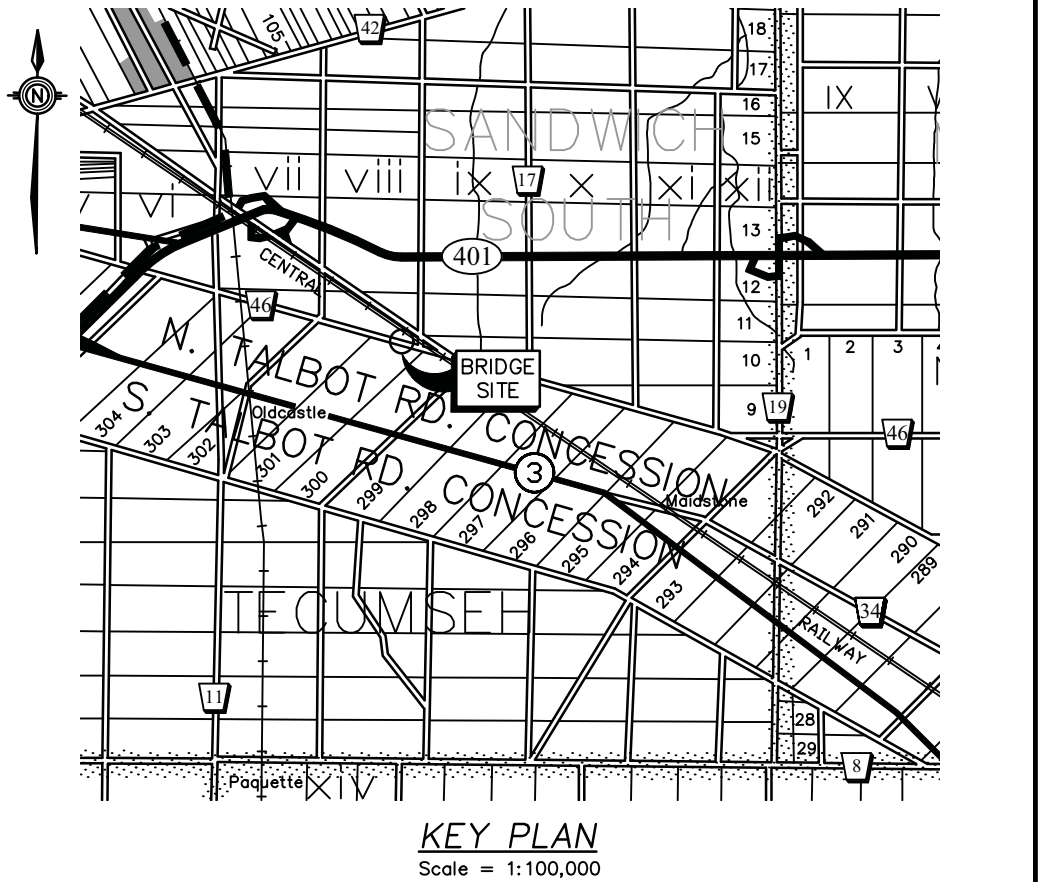 42
105
18
17
16
15
IX
SANDWICH
vi
vii
viii
ix
17
x
xi
xii
SOUTH
13
401
CENTRAL
12
46
11
N. TALBOT RD. CONCESSION
BRIDGE
SITE
10
1
2
3
9
19
46
S. TALBOT RD. CONCESSION
Oldcastle
304
303
302
301
300
299
298
297
296
295
294
293
3
Maidstone
292
291
290
289
TECUMSEH
34
RAILWAY
11
28
29
8
Paquette
XIV
N
KEY PLAN
Scale = 1:100,000